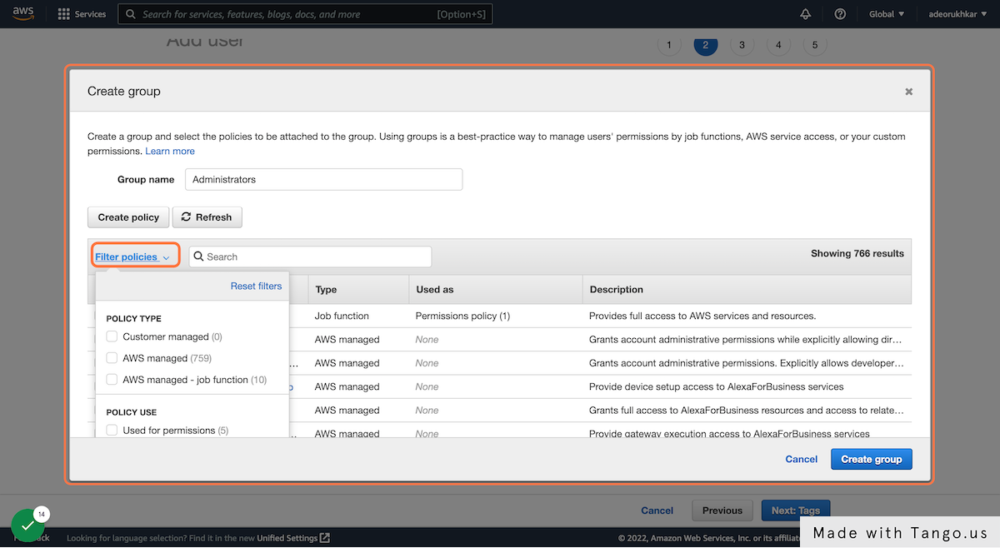 aws
Services
Search for services, features, blogs, docs, and more
[Option+S]
Global
adeorukhkar
Add user
1
2
3
4
5
Create group
Create a group and select the policies to be attached to the group. Using groups is a best-practice way to manage users' permissions by job functions, AWS service access, or your custom
permissions. Learn more
Group name
Administrators
Create policy
Refresh
Filter policies
Search
Showing 766 results
Reset filters
Type
Used as
Description
POLICY TYPE
Customer managed (0)
AWS managed (759)
AWS managed - job function (10)
POLICY USE
Used for permissions (5)
Job function
Permissions policy (1)
Provides full access to AWS services and resources.
AWS managed
None
Grants account administrative permissions while explicitly allowing dir…
...
AWS managed
None
Grants account administrative permissions. Explicitly allows developer…
AWS managed
None
Provide device setup access to AlexaForBusiness services
AWS managed
None
Grants full access to AlexaForBusiness resources and access to relate…
AWS managed
None
Provide gateway execution access to AlexaForBusiness services
Cancel
Create group
Cancel
Previous
Next: Tags
14
Looking for language selection? Find it in the new Unified Settings
© 2022, Amazon Web Services, Inc. or its affiliat
Made with Tango.us